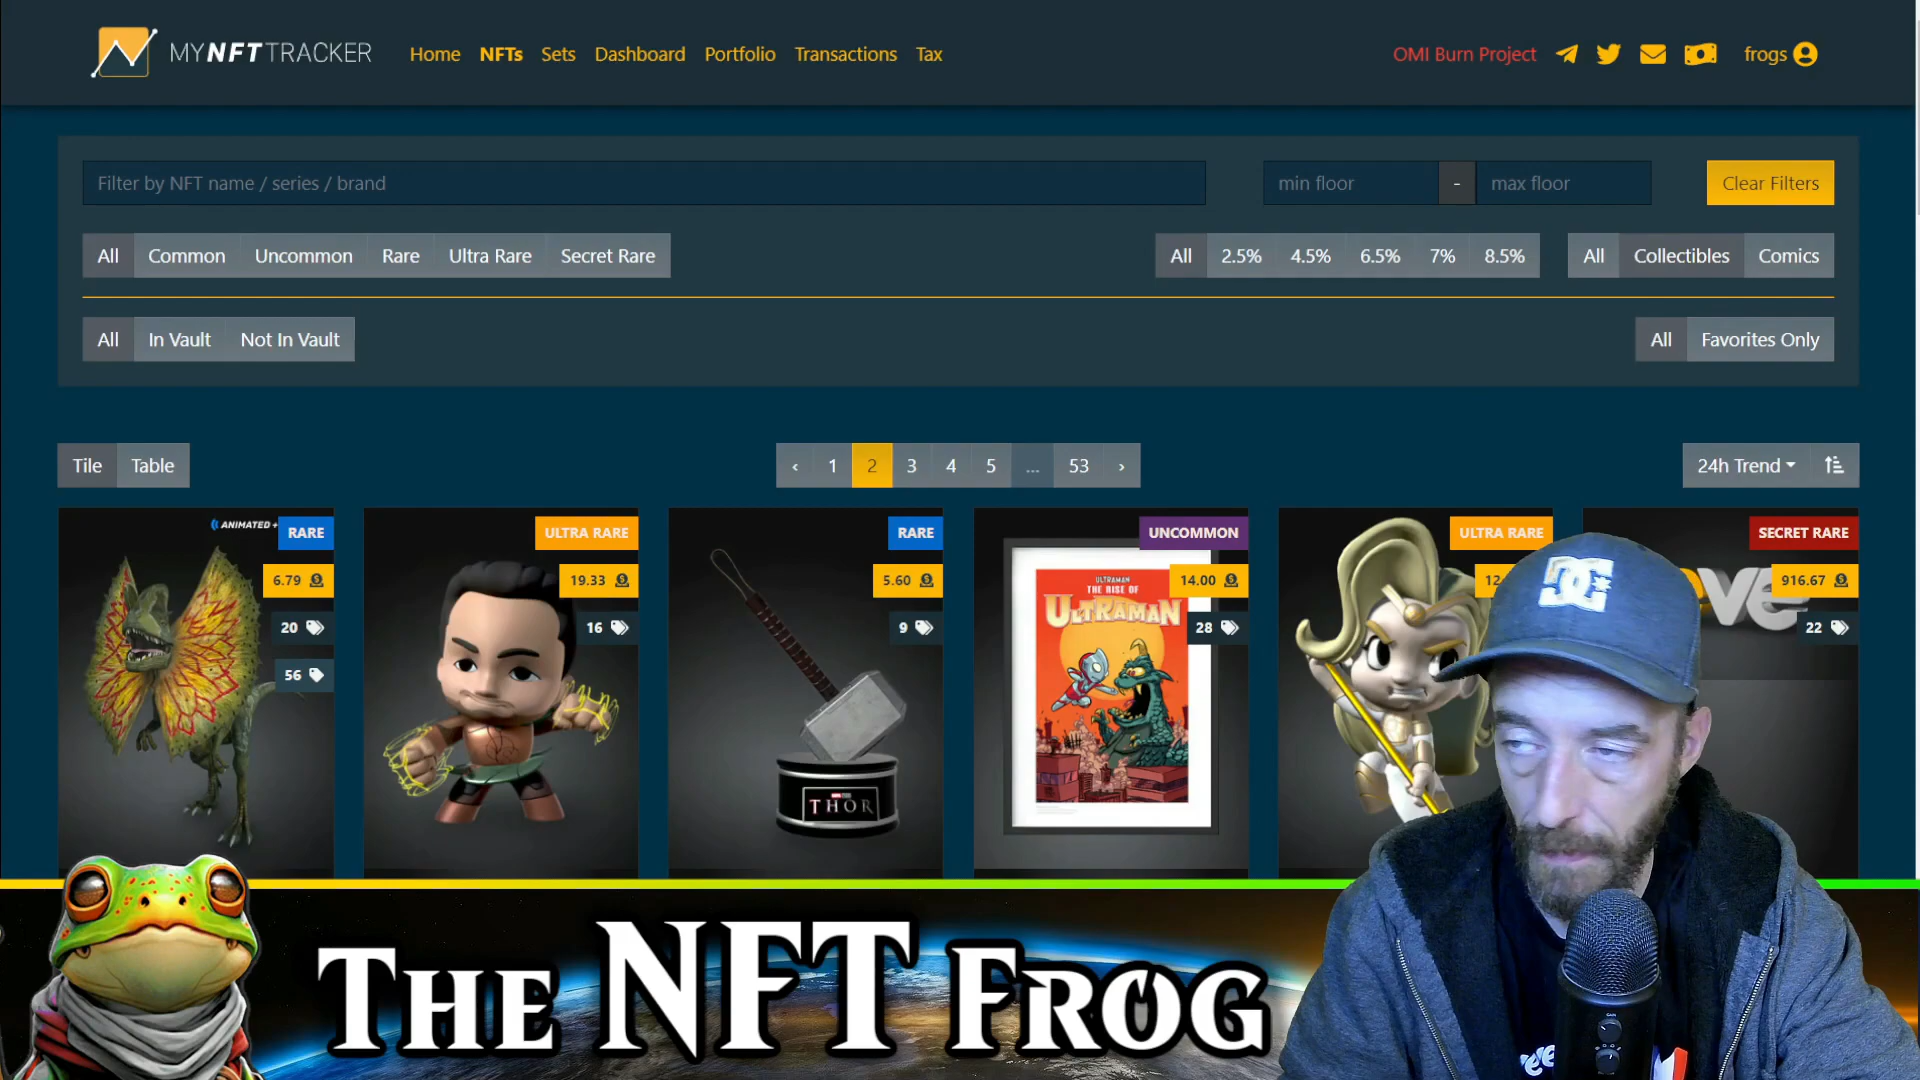 MYNFTTRACKER Home NFTs Sets Dashboard Portfolio Transactions Tax OMI Burn Project frogs
Filter by NFT name / series / brand min floor - max floor Clear Filters
All Common Uncommon Rare Ultra Rare Secret Rare All 2.5% 4.5% 6.5% 7% 8.5% All Collectibles Comics
All In Vault Not In Vault All Favorites Only
Tile Table ‹ 1 2 3 4 5 ... 53 › 24h Trend
ANIMATED+ RARE
6.79
20
56
ULTRA RARE
19.33
16
RARE
5.60
9
THOR
UNCOMMON
14.00
28
ULTRAMAN
THE RISE OF
ULTRAMAN
ULTRA RARE
SECRET RARE
916.67
22
DC
THE NFT FROG